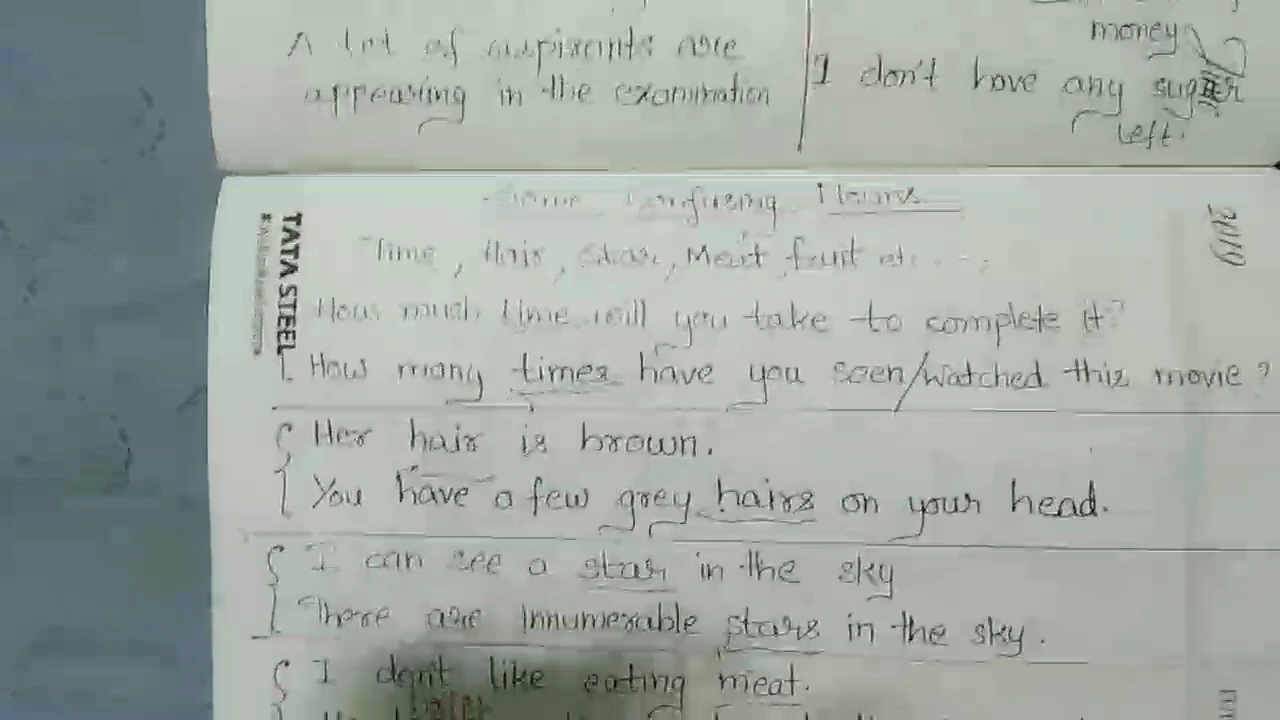 A lot of aspirants are
appearing in the examination
money
I don't have any sugar
left.
Some Confusing Nouns
Time, Hair, Star, Meat, fruit etc....
How much time will you take to complete it?
How many times have you seen/watched this movie?
Her hair is brown.
You have a few grey hairs on your head.
I can see a star in the sky
There are innumerable stars in the sky.
I don't like eating meat.
TATA STEEL
2019